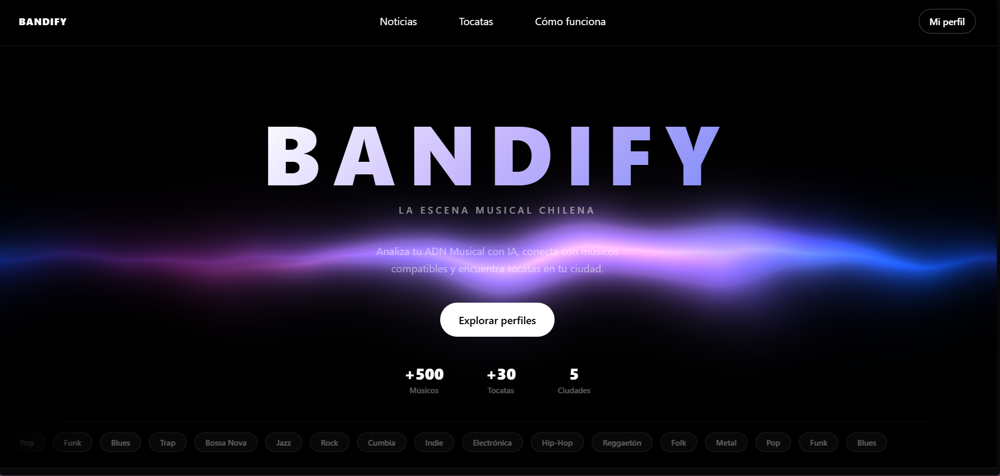 BANDIFY
Noticias
Tocatas
Cómo funciona
Mi perfil
BANDIFY
LA ESCENA MUSICAL CHILENA
Analiza tu ADN Musical con IA, conecta con músicos
compatibles y encuentra tocatas en tu ciudad.
Explorar perfiles
+500
Músicos
+30
Tocatas
5
Ciudades
Pop
Funk
Blues
Trap
Bossa Nova
Jazz
Rock
Cumbia
Indie
Electrónica
Hip-Hop
Reggaetón
Folk
Metal
Pop
Funk
Blues